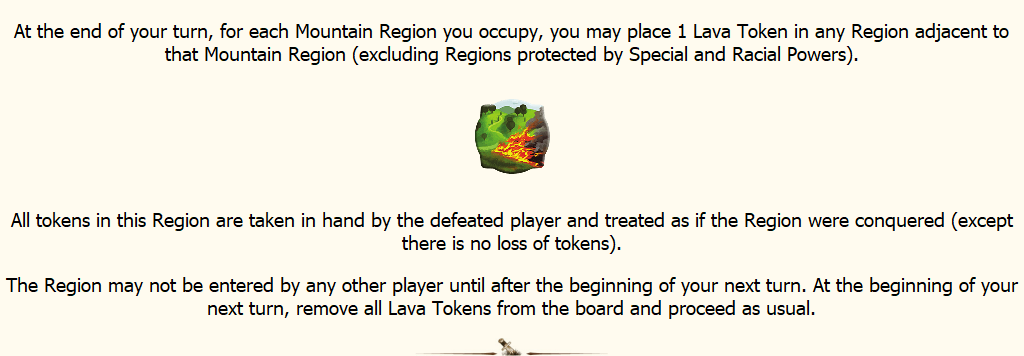 At the end of your turn, for each Mountain Region you occupy, you may place 1 Lava Token in any Region adjacent to
that Mountain Region (excluding Regions protected by Special and Racial Powers).
All tokens in this Region are taken in hand by the defeated player and treated as if the Region were conquered (except
there is no loss of tokens).
The Region may not be entered by any other player until after the beginning of your next turn. At the beginning of your
next turn, remove all Lava Tokens from the board and proceed as usual.